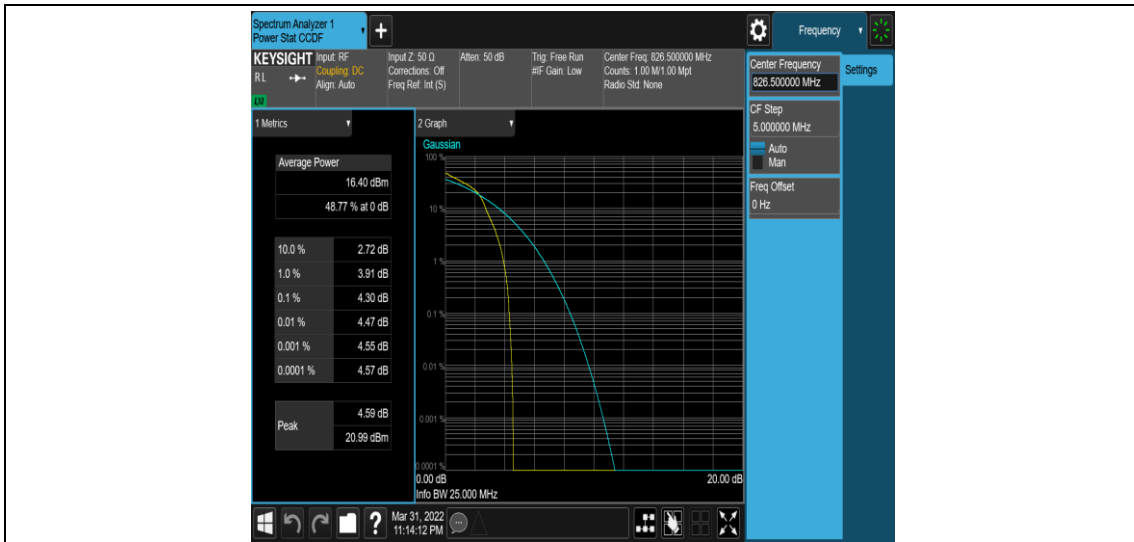 Spectrum Analyzer 1
Power Stat CCDF
Frequency
KEYSIGHT
RL
LXI
Input: RF
Coupling: DC
Align: Auto
Input Z: 50 Ω
Corrections: Off
Freq Ref: Int (S)
Atten: 50 dB
Trig: Free Run
#IF Gain: Low
Center Freq: 826.500000 MHz
Counts: 1.00 M/1.00 Mpt
Radio Std: None
Center Frequency
826.500000 MHz
Settings
CF Step
5.000000 MHz
Auto
Man
Freq Offset
0 Hz
1 Metrics
Average Power
16.40 dBm
48.77 % at 0 dB
10.0 % 2.72 dB
1.0 % 3.91 dB
0.1 % 4.30 dB
0.01 % 4.47 dB
0.001 % 4.55 dB
0.0001 % 4.57 dB
Peak
4.59 dB
20.99 dBm
2 Graph
Gaussian
100 %
10 %
1 %
0.1 %
0.01 %
0.001 %
0.0001 %
0.00 dB 20.00 dB
Info BW 25.000 MHz
Mar 31, 2022
11:14:12 PM